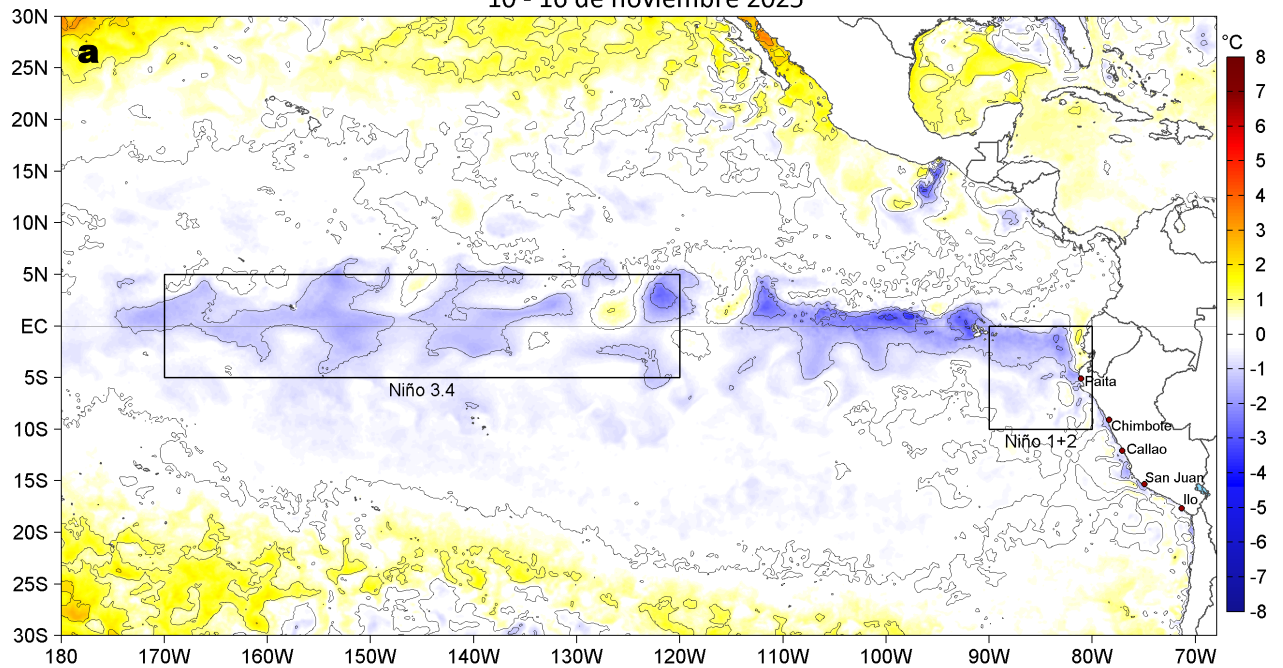 10 - 16 de noviembre 2025
a
°C
30N
25N
20N
15N
10N
5N
EC
5S
10S
15S
20S
25S
30S
180
170W
160W
150W
140W
130W
120W
110W
100W
90W
80W
70W
Niño 3.4
Niño 1+2
Paita
Chimbote
Callao
San Juan
Ilo
8
7
6
5
4
3
2
1
0
-1
-2
-3
-4
-5
-6
-7
-8